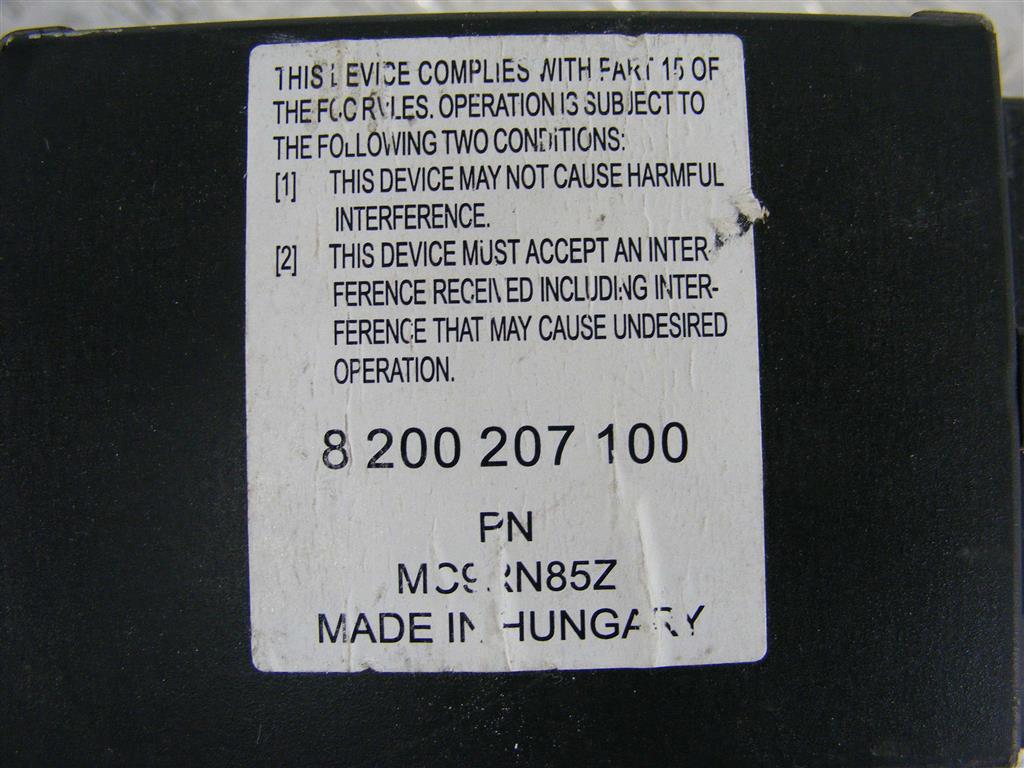 THIS DEVICE COMPLIES WITH PART 15 OF
THE FCC RULES. OPERATION IS SUBJECT TO
THE FOLLOWING TWO CONDITIONS:
[1] THIS DEVICE MAY NOT CAUSE HARMFUL
INTERFERENCE.
[2] THIS DEVICE MUST ACCEPT AN INTER-
FERENCE RECEIVED INCLUDING INTER-
FERENCE THAT MAY CAUSE UNDESIRED
OPERATION.
8 200 207 100
PN
MADE IN HUNGARY